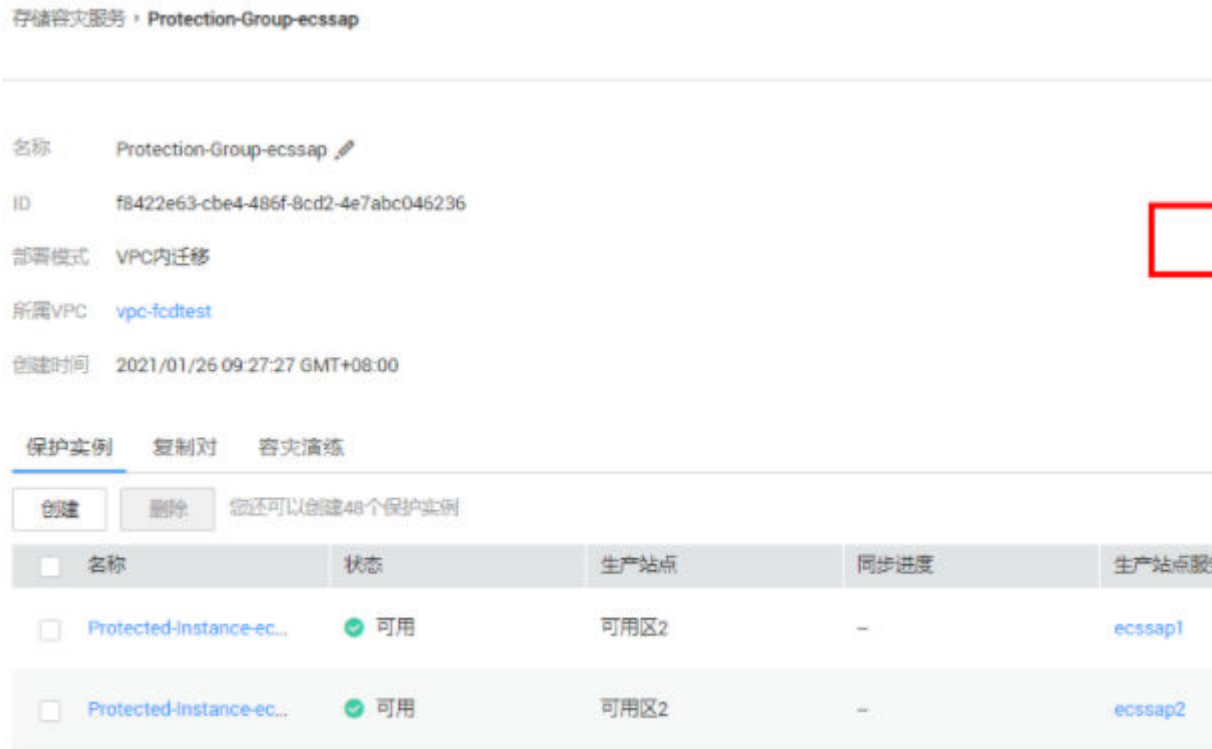 存储容灾服务 › Protection-Group-ecssap
名称 Protection-Group-ecssap
ID f8422e63-cbe4-486f-8cd2-4e7abc046236
部署模式 VPC内迁移
所属VPC vpc-fcdtest
创建时间 2021/01/26 09:27:27 GMT+08:00
保护实例 复制对 容灾演练
创建 删除 您还可以创建48个保护实例
名称 状态 生产站点 同步进度 生产站点服
Protected-Instance-ec... 可用 可用区2 -- ecssap1
Protected-Instance-ec... 可用 可用区2 -- ecssap2